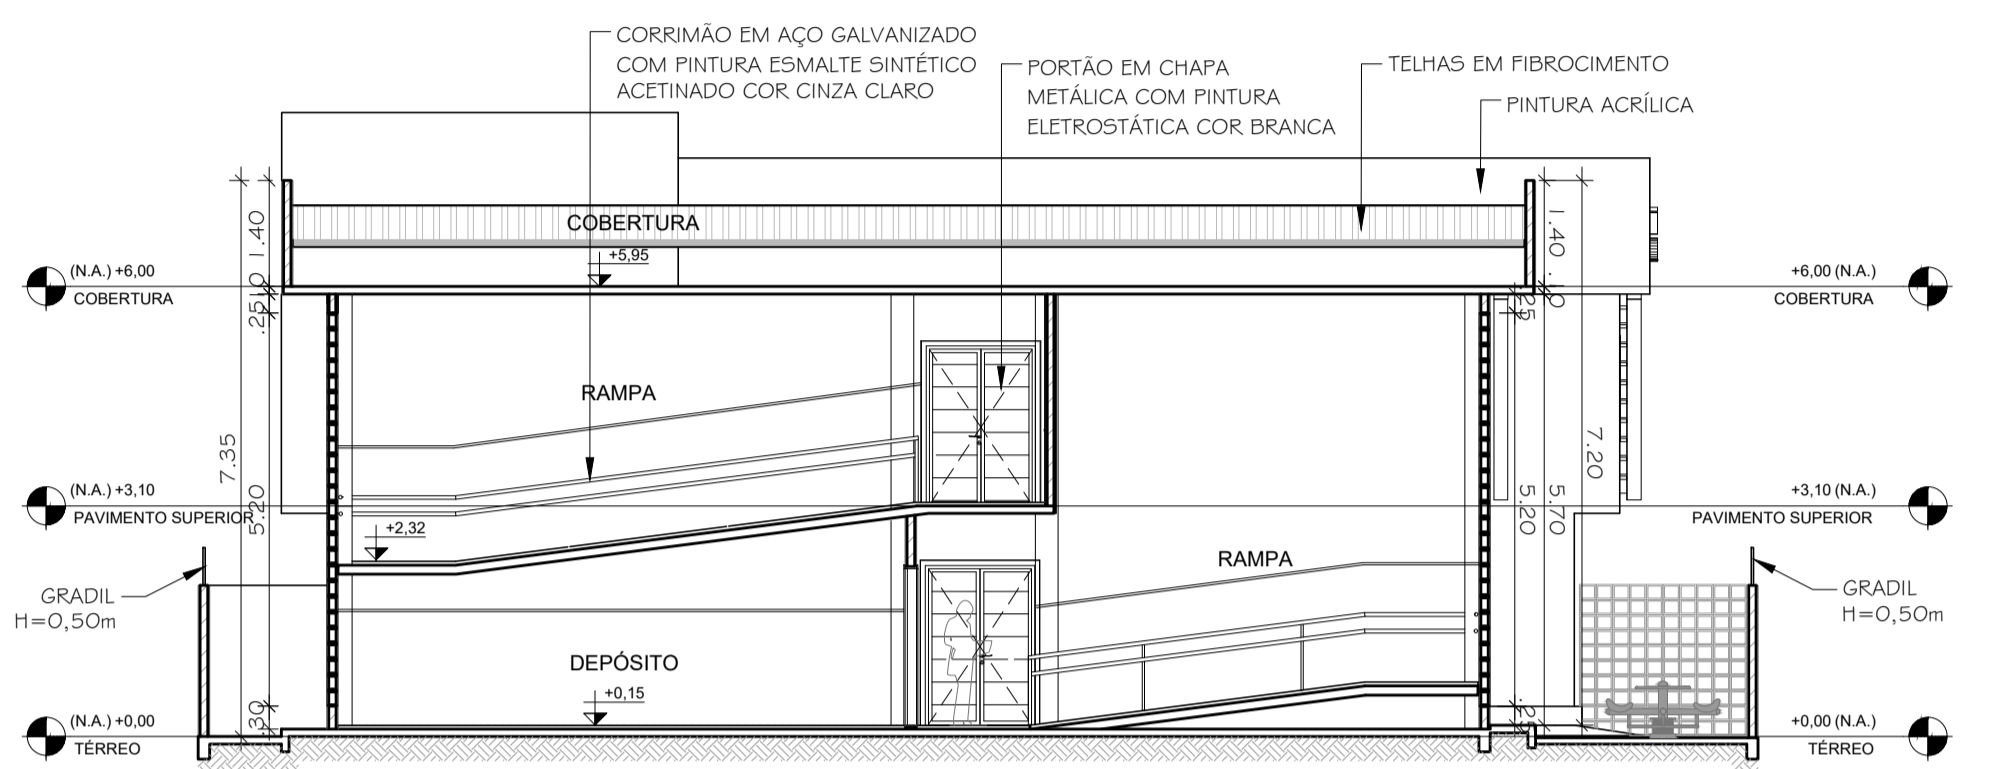 CORRIMÃO EM AÇO GALVANIZADO
COM PINTURA ESMALTE SINTÉTICO
ACETINADO COR CINZA CLARO
PORTÃO EM CHAPA
METÁLICA COM PINTURA
ELETROSTÁTICA COR BRANCA
TELHAS EM FIBROCIMENTO
PINTURA ACRÍLICA
1.40
COBERTURA
1.40
+5,95
(N.A.) +6,00
COBERTURA
+6,00 (N.A.)
COBERTURA
.10
.25
.10
.25
RAMPA
7.35
7.20
(N.A.) +3,10
PAVIMENTO SUPERIOR
5.20
+2,32
5.20
5.70
+3,10 (N.A.)
PAVIMENTO SUPERIOR
RAMPA
GRADIL
H=0,50m
GRADIL
H=0,50m
DEPÓSITO
+0,15
.30
(N.A.) +0,00
TÉRREO
+0,00 (N.A.)
TÉRREO